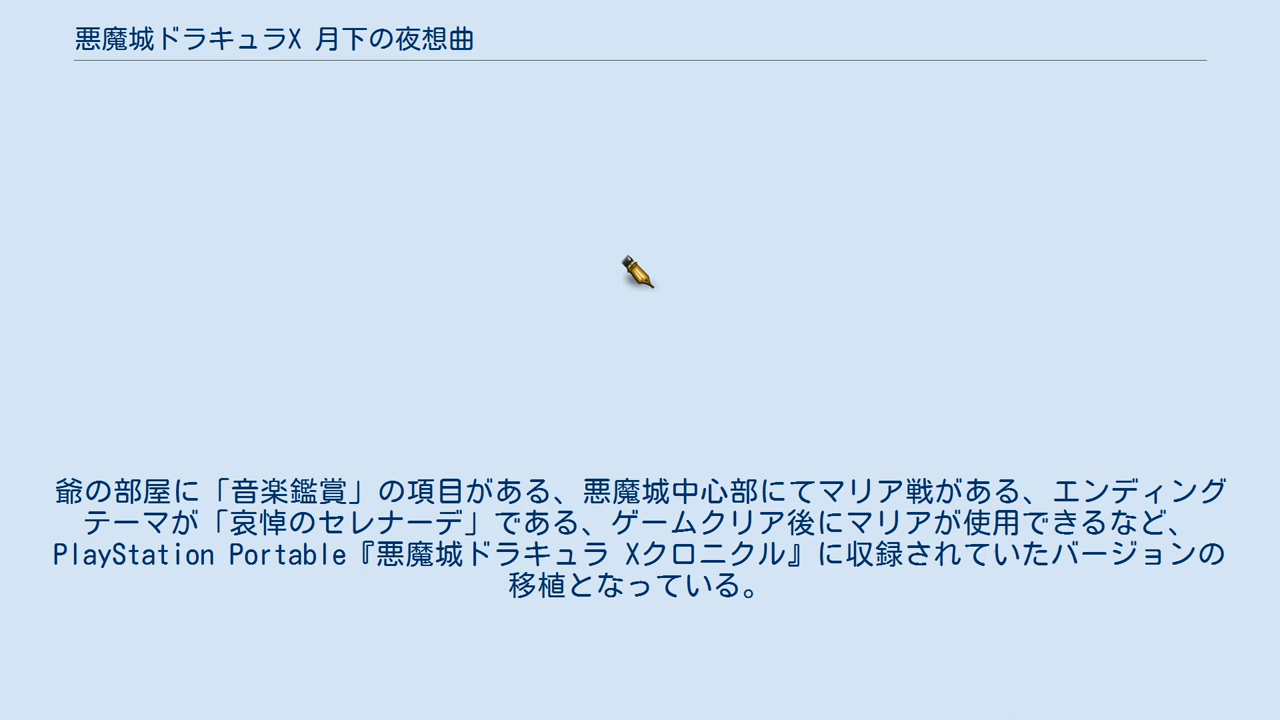 悪魔城ドラキュラX 月下の夜想曲
爺の部屋に「音楽鑑賞」の項目がある、悪魔城中心部にてマリア戦がある、エンディング
テーマが「哀悼のセレナーデ」である、ゲームクリア後にマリアが使用できるなど、
PlayStation Portable『悪魔城ドラキュラ Xクロニクル』に収録されていたバージョンの
移植となっている。